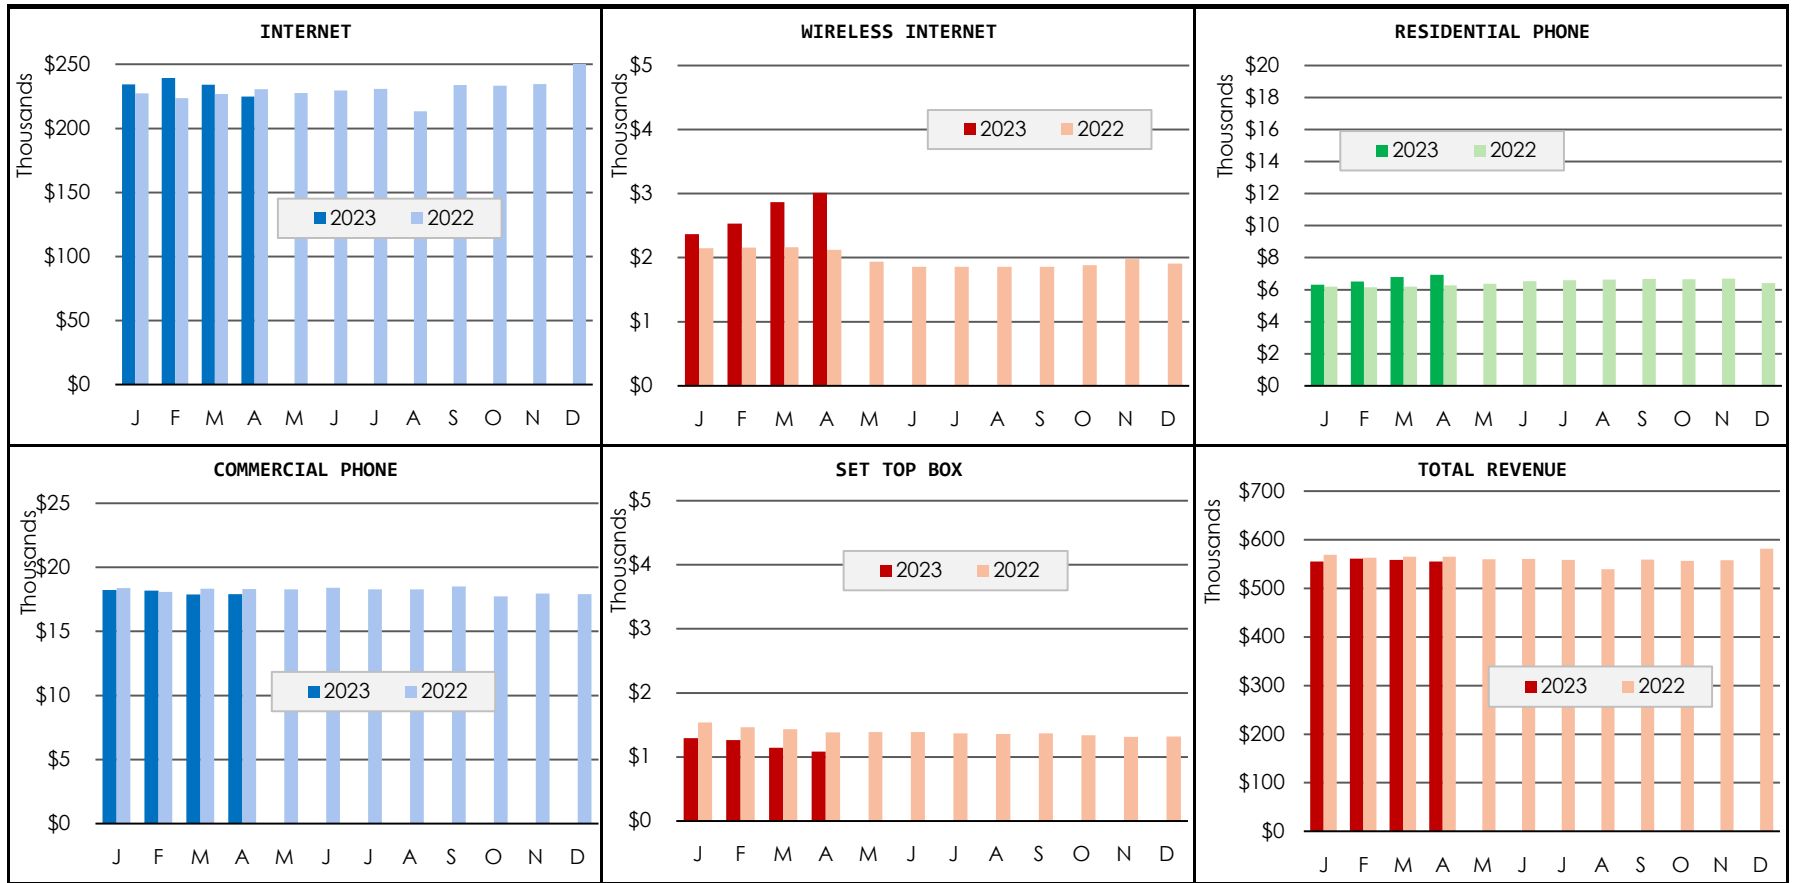 INTERNET
Thousands
$250
$200
$150
$100
$50
$0
2023 2022
J F M A M J J A S O N D
WIRELESS INTERNET
Thousands
$5
$4
$3
$2
$1
$0
2023 2022
J F M A M J J A S O N D
RESIDENTIAL PHONE
Thousands
$20
$18
$16
$14
$12
$10
$8
$6
$4
$2
$0
2023 2022
J F M A M J J A S O N D
COMMERCIAL PHONE
Thousands
$25
$20
$15
$10
$5
$0
2023 2022
J F M A M J J A S O N D
SET TOP BOX
Thousands
$5
$4
$3
$2
$1
$0
2023 2022
J F M A M J J A S O N D
TOTAL REVENUE
Thousands
$700
$600
$500
$400
$300
$200
$100
$0
2023 2022
J F M A M J J A S O N D